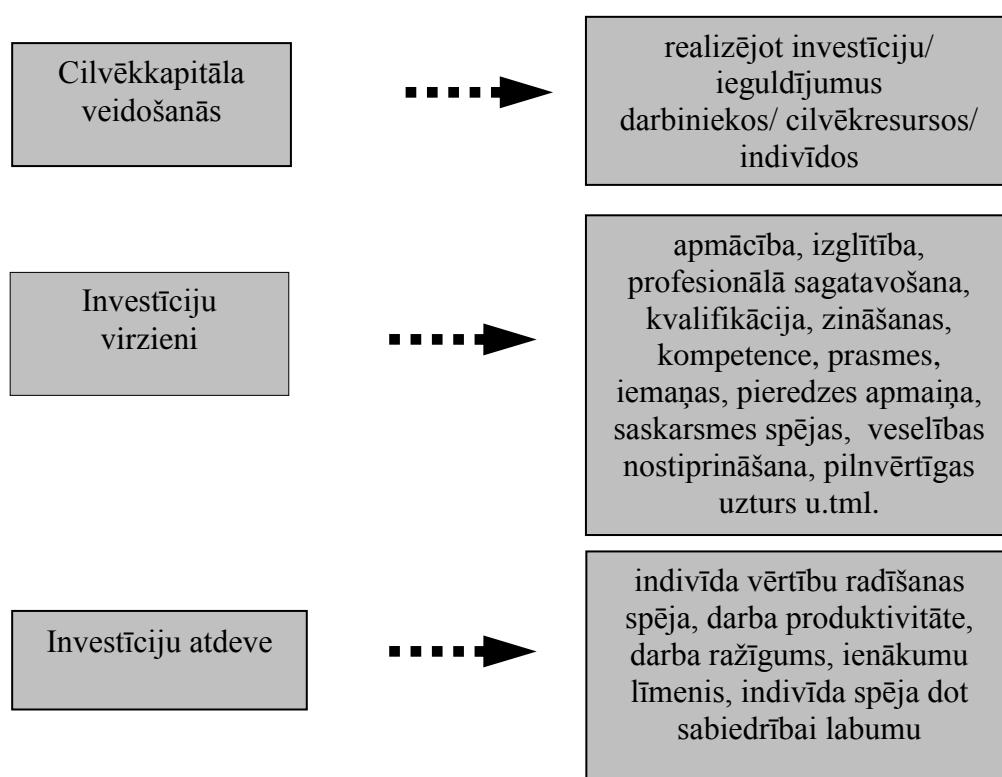 Cilvēkkapitāla
veidošanās
realizējot investīciju/
ieguldījumus
darbiniekos/ cilvēkresursos/
indivīdos
Investīciju
virzieni
apmācība, izglītība,
profesionālā sagatavošana,
kvalifikācija, zināšanas,
kompetence, prasmes,
iemaņas, pieredzes apmaiņa,
saskarsmes spējas,  veselības
nostiprināšana, pilnvērtīgas
uzturs u.tml.
Investīciju atdeve
indivīda vērtību radīšanas
spēja, darba produktivitāte,
darba ražīgums, ienākumu
līmenis, indivīda spēja dot
sabiedrībai labumu